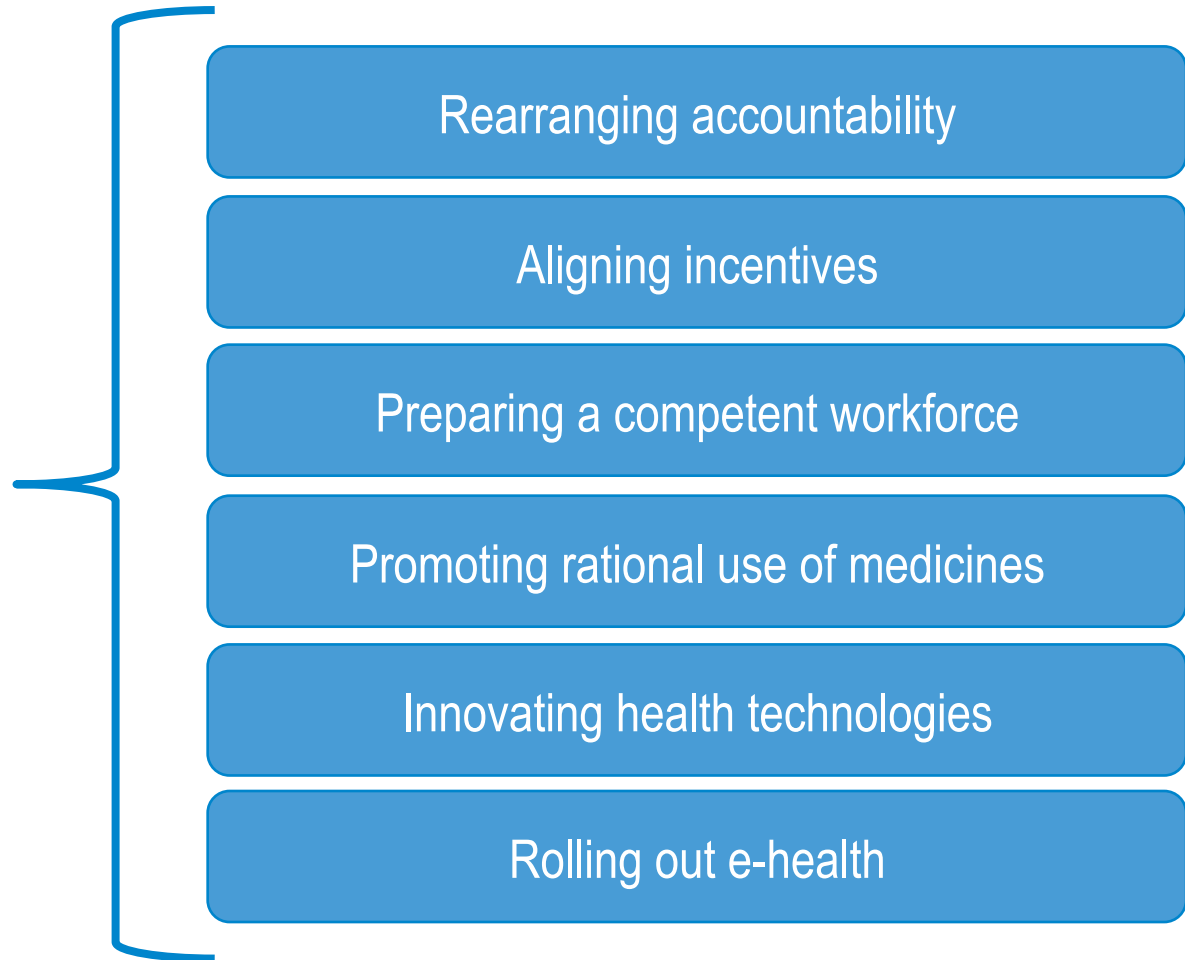 Rearranging accountability
Aligning incentives
Preparing a competent workforce
Promoting rational use of medicines
Innovating health technologies
Rolling out e-health